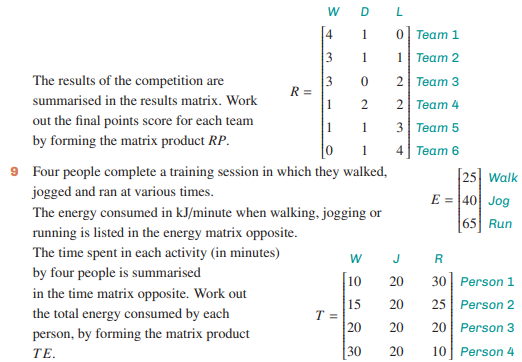 W D L
4 1 0 Team 1
3 1 1 Team 2
The results of the competition are
3 0 2 Team 3
summarised in the results matrix. Work
R =
1 2 2 Team 4
out the final points score for each team
1 1 3 Team 5
by forming the matrix product RP.
0 1 4 Team 6
9 Four people complete a training session in which they walked,
jogged and ran at various times.
The energy consumed in kJ/minute when walking, jogging or
running is listed in the energy matrix opposite.
25 Walk
E = 40 Jog
65 Run
The time spent in each activity (in minutes)
by four people is summarised
in the time matrix opposite. Work out
the total energy consumed by each
person, by forming the matrix product
TE.
W J R
10 20 30 Person 1
15 20 25 Person 2
T =
20 20 20 Person 3
30 20 10 Person 4